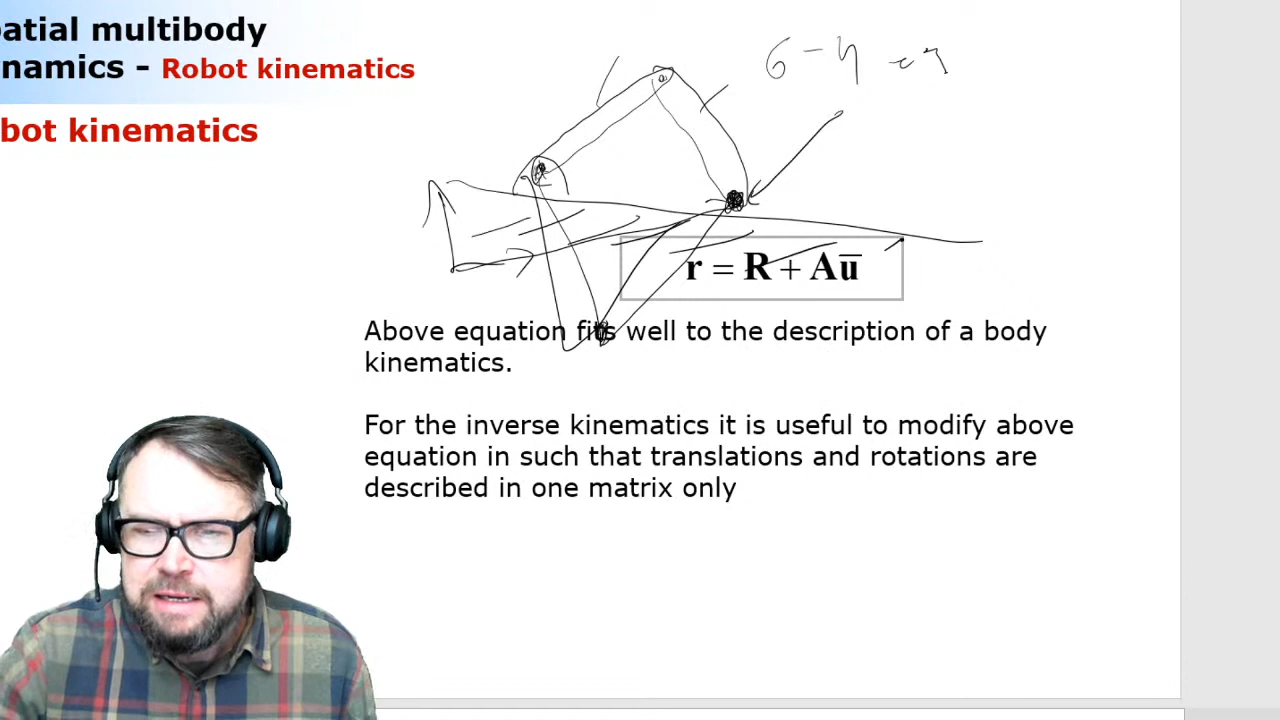 patial multibody
namics – Robot kinematics
bot kinematics
6 - 4
r = R + Aū
Above equation fits well to the description of a body
kinematics.
For the inverse kinematics it is useful to modify above
equation in such that translations and rotations are
described in one matrix only